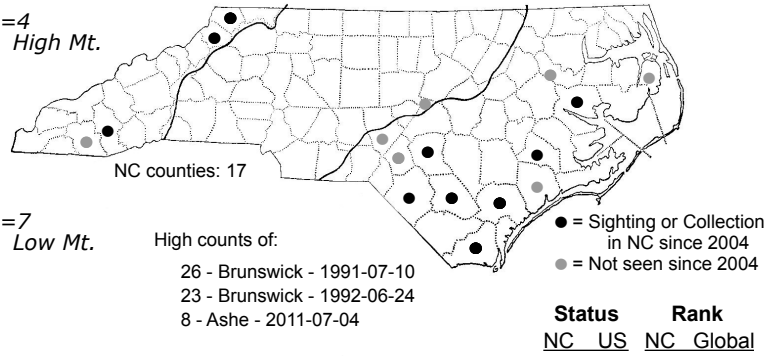 =4
High Mt.
NC counties: 17
=7
Low Mt.
High counts of:
26 - Brunswick - 1991-07-10
23 - Brunswick - 1992-06-24
8 - Ashe - 2011-07-04
= Sighting or Collection
in NC since 2004
= Not seen since 2004
Status Rank
NC US NC Global